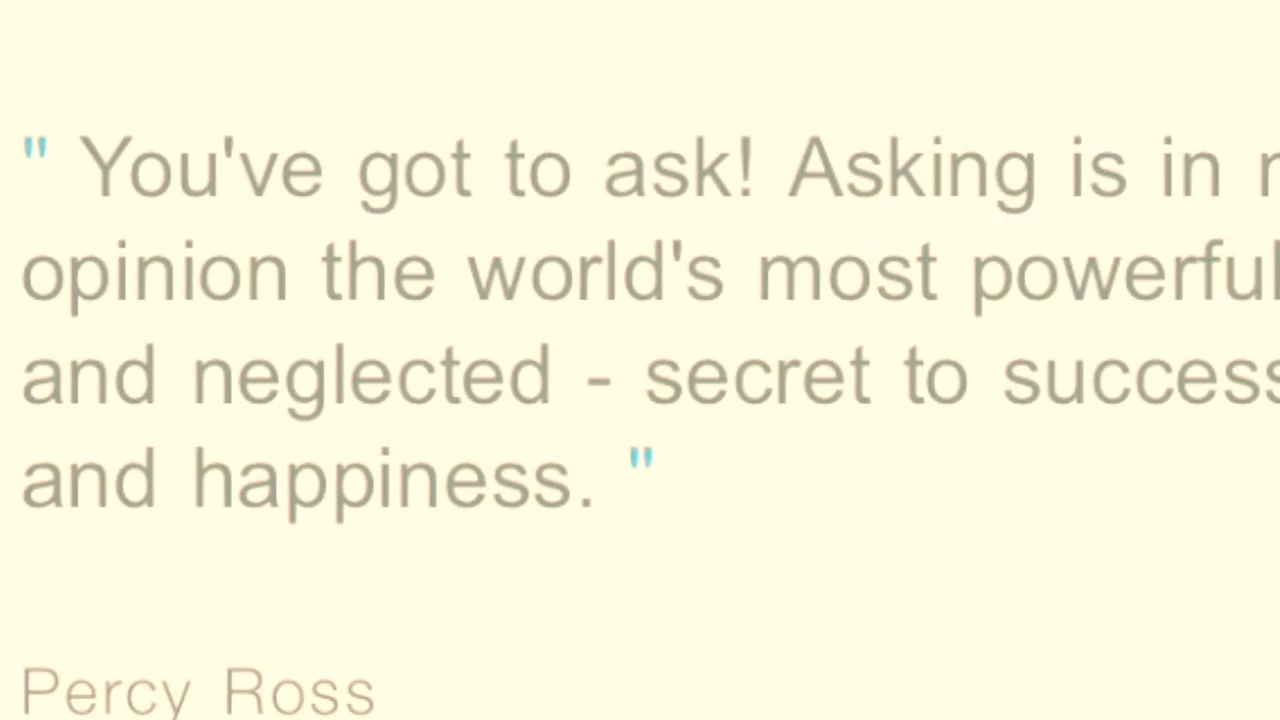 " You've got to ask! Asking is in
opinion the world's most powerful
and neglected - secret to success
and happiness. "
Percy Ross